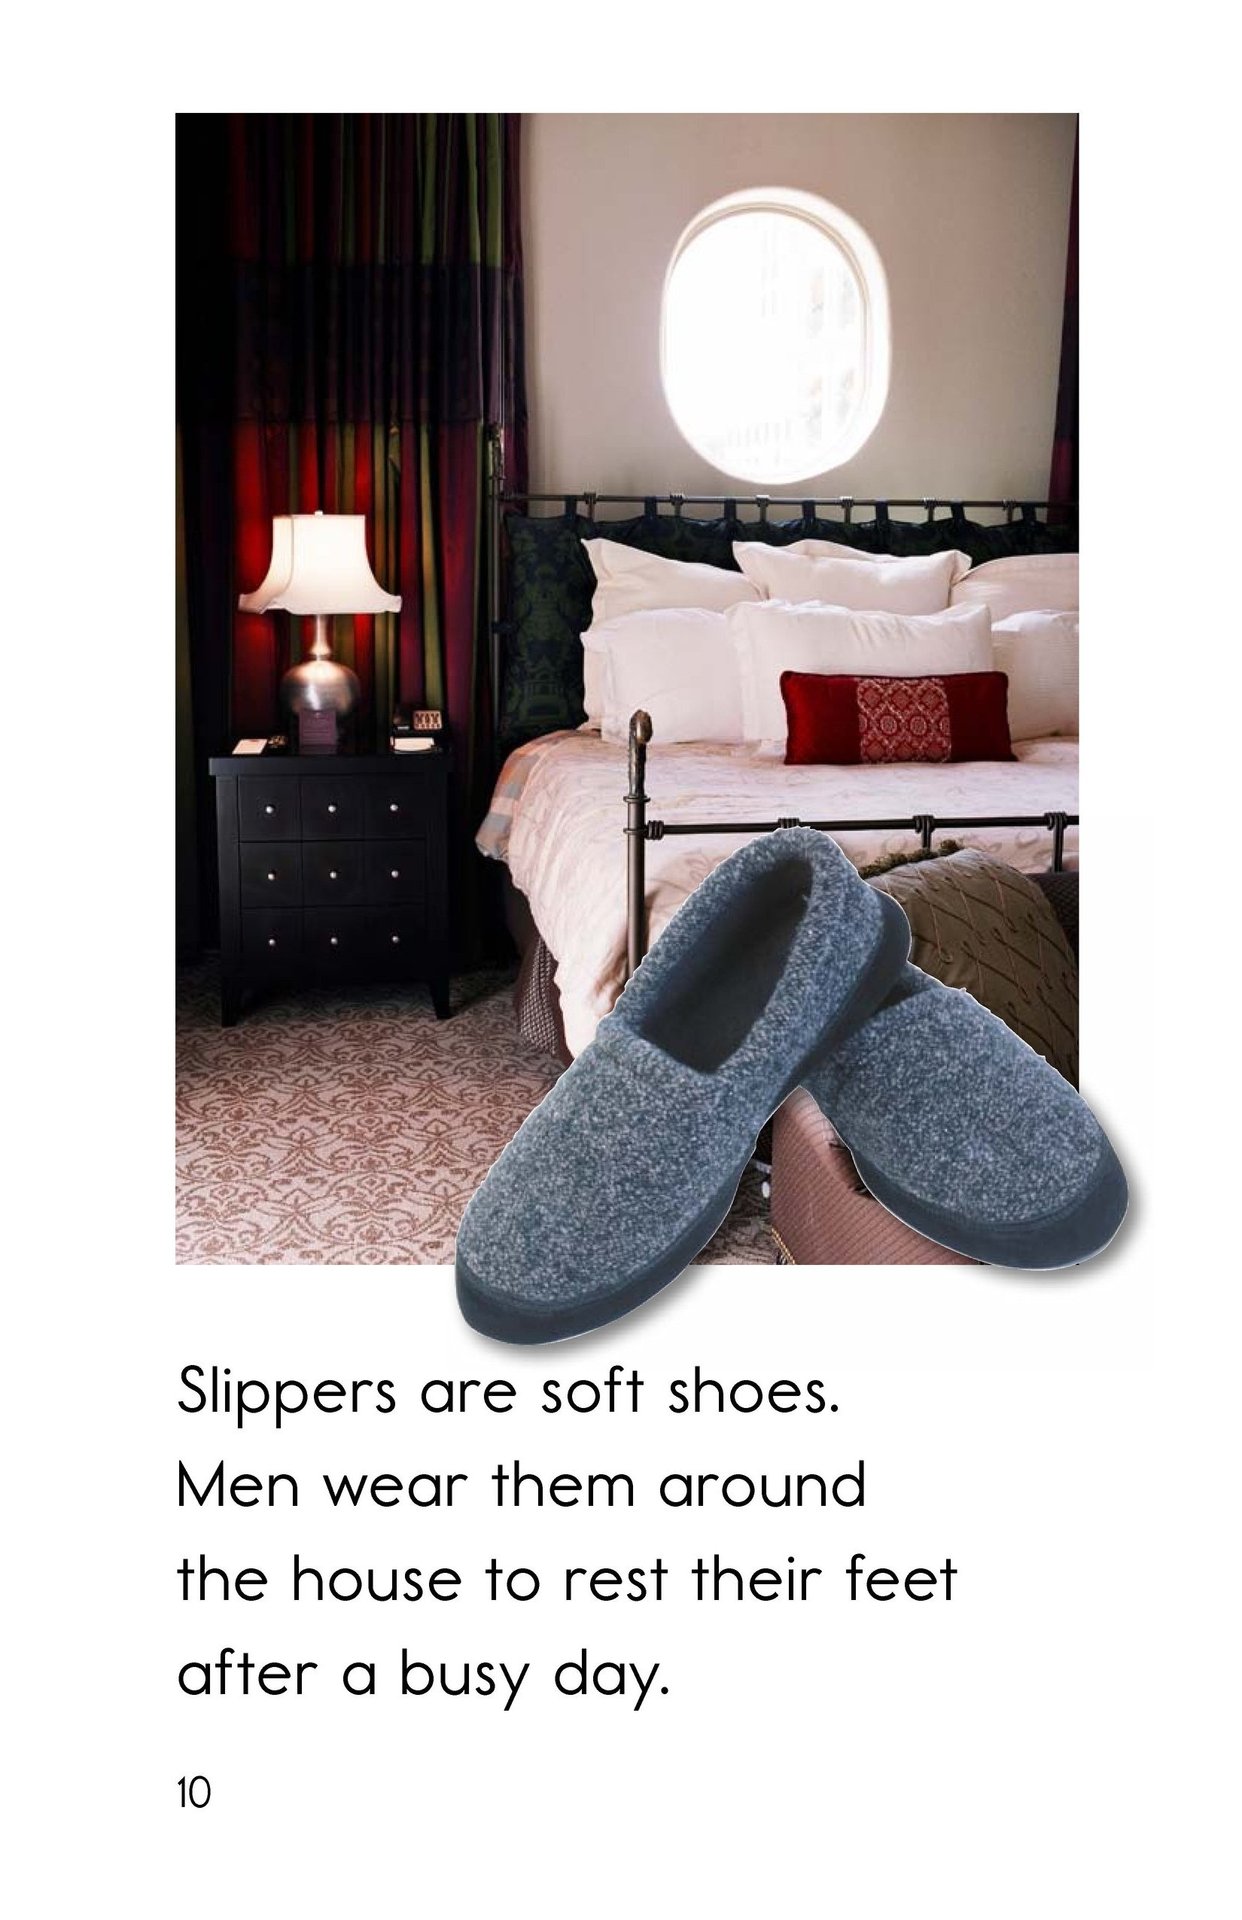 Slippers are soft shoes.
Men wear them around
the house to rest their feet
after a busy day.
10